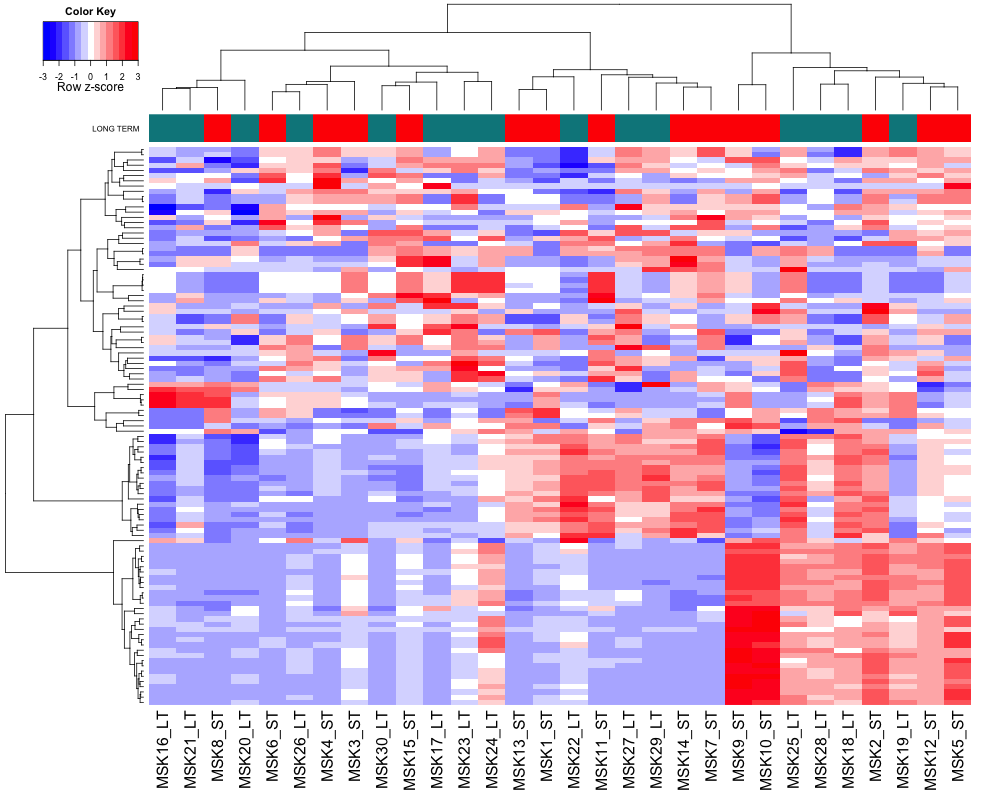 Color Key
-3 -2 -1 0 1 2 3
Row z-score
LONG TERM
MSK16_LT
MSK21_LT
MSK8_ST
MSK20_LT
MSK6_ST
MSK26_LT
MSK4_ST
MSK3_ST
MSK30_LT
MSK15_ST
MSK17_LT
MSK23_LT
MSK24_LT
MSK13_ST
MSK1_ST
MSK22_LT
MSK11_ST
MSK27_LT
MSK29_LT
MSK14_ST
MSK7_ST
MSK9_ST
MSK10_ST
MSK25_LT
MSK28_LT
MSK18_LT
MSK2_ST
MSK19_LT
MSK12_ST
MSK5_ST